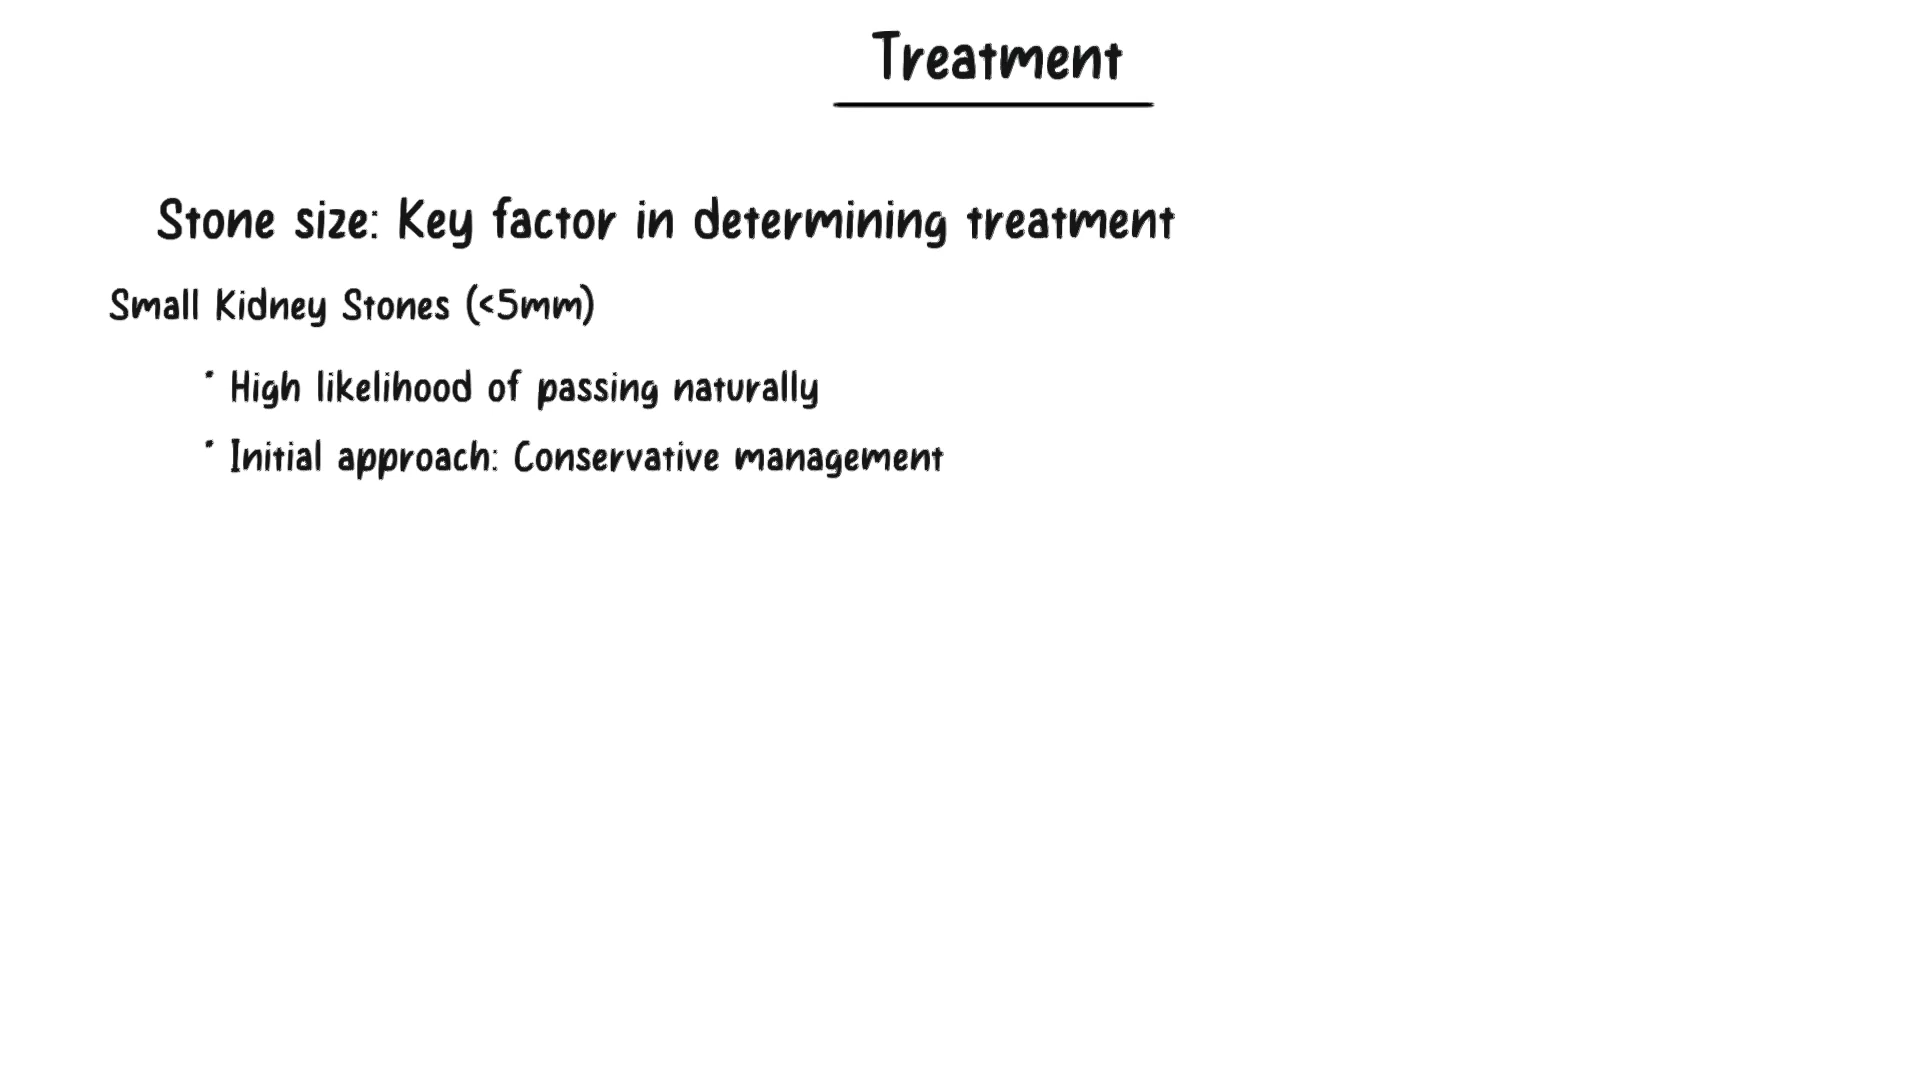 Treatment
Stone size: Key factor in determining treatment
Small Kidney Stones (<5mm)
• High likelihood of passing naturally
• Initial approach: Conservative management